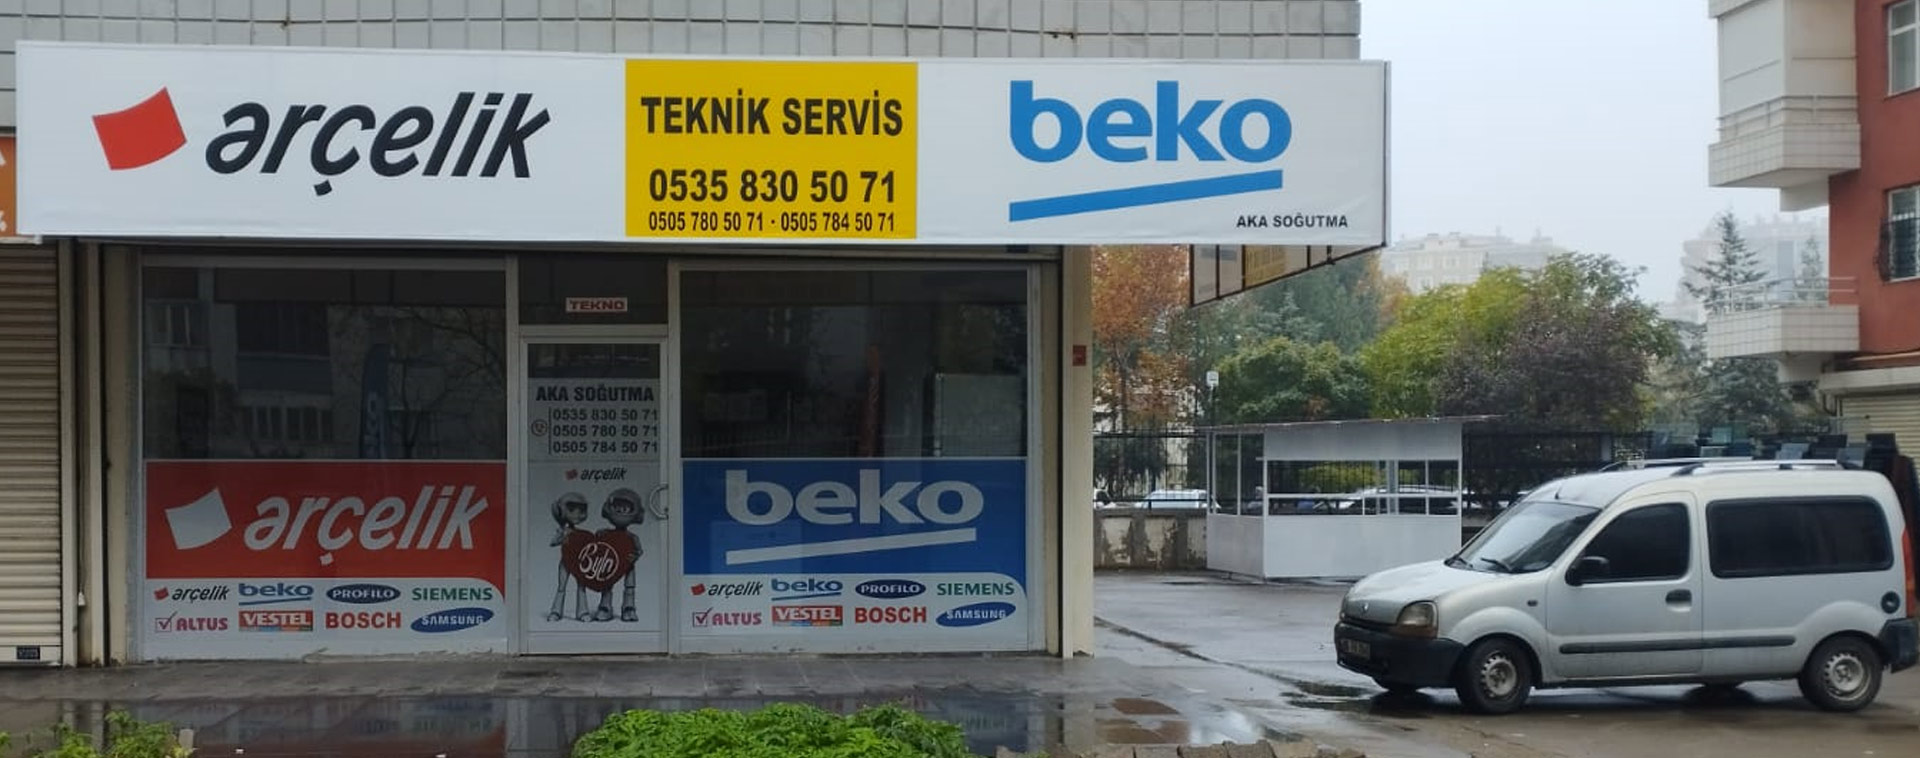 arçelik
TEKNİK SERVİS
0535 830 50 71
0505 780 50 71 · 0505 784 50 71
beko
AKA SOĞUTMA
TEKNO
AKA SOĞUTMA
0535 830 50 71
0505 780 50 71
0505 784 50 71
arçelik
arçelik
arçelik beko PROFILO SIEMENS
ALTUS VESTEL BOSCH SAMSUNG
beko
arçelik beko PROFILO SIEMENS
ALTUS VESTEL BOSCH SAMSUNG